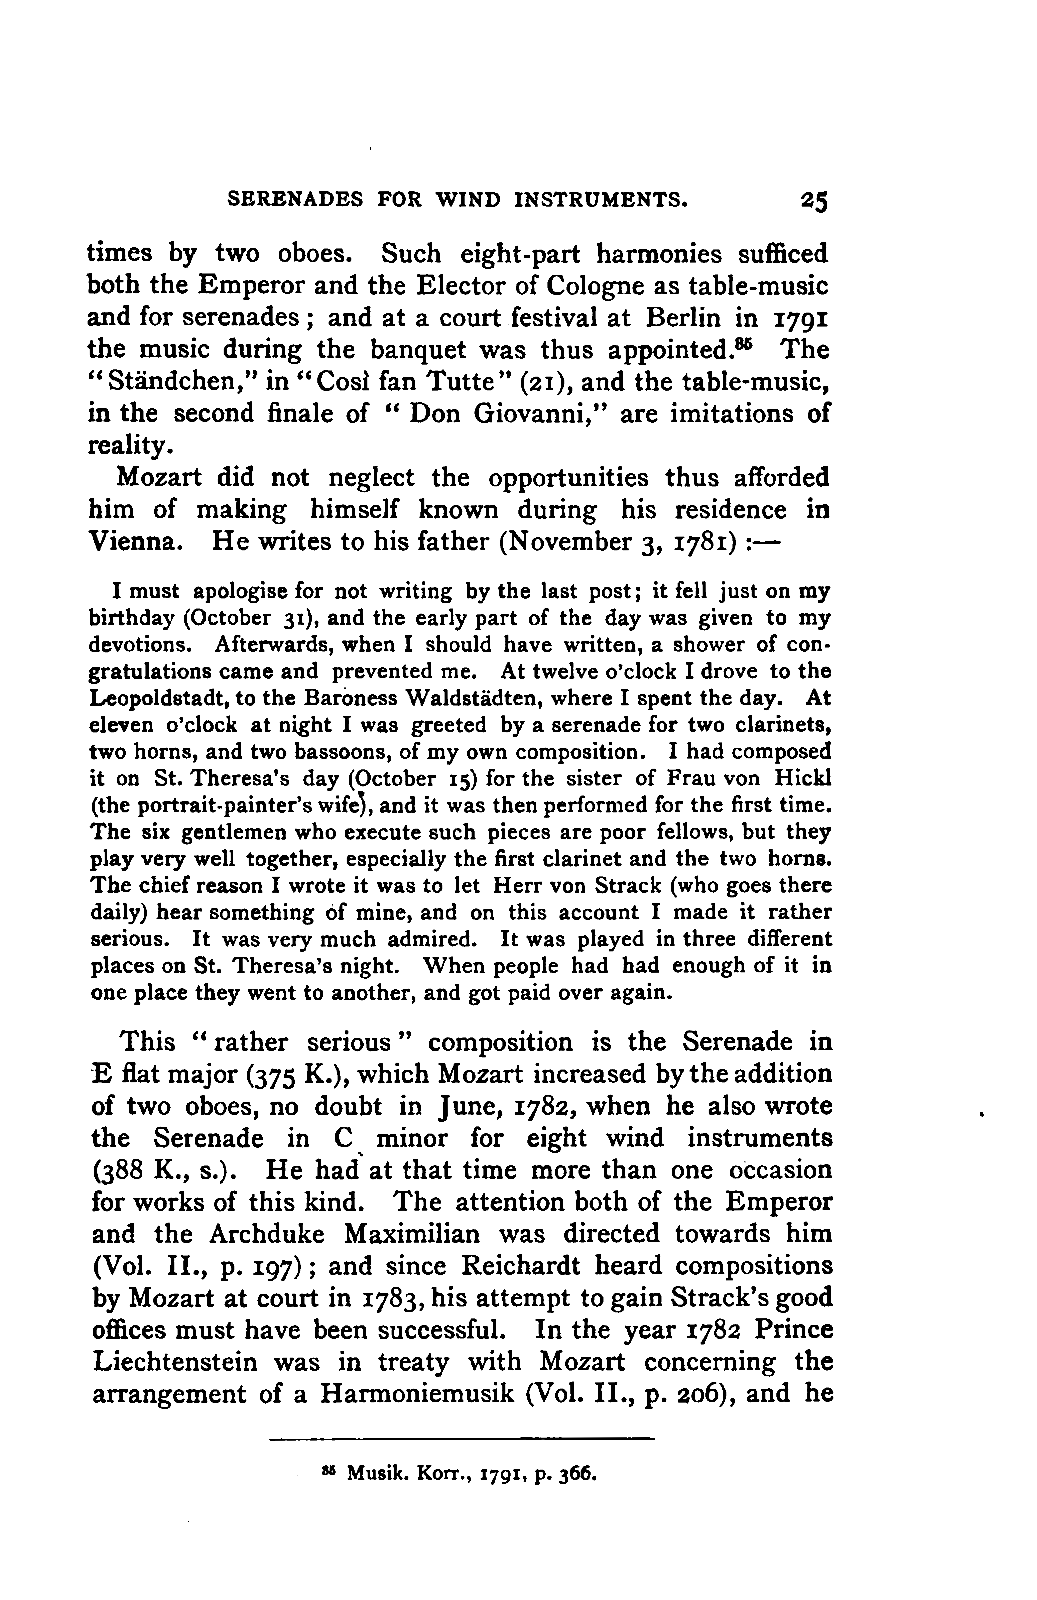 SERENADES FOR WIND INSTRUMENTS. 25
times by two oboes. Such eight-part harmonies sufficed
both the Emperor and the Elector of Cologne as table-music
and for serenades; and at a court festival at Berlin in 1791
the music during the banquet was thus appointed.⁸⁵ The
"Ständchen," in "Cosi fan Tutte" (21), and the table-music,
in the second finale of "Don Giovanni," are imitations of
reality.
Mozart did not neglect the opportunities thus afforded
him of making himself known during his residence in
Vienna. He writes to his father (November 3, 1781) :—
I must apologise for not writing by the last post; it fell just on my
birthday (October 31), and the early part of the day was given to my
devotions. Afterwards, when I should have written, a shower of con-
gratulations came and prevented me. At twelve o'clock I drove to the
Leopoldstadt, to the Baroness Waldstädten, where I spent the day. At
eleven o'clock at night I was greeted by a serenade for two clarinets,
two horns, and two bassoons, of my own composition. I had composed
it on St. Theresa's day (October 15) for the sister of Frau von Hickl
(the portrait-painter's wife), and it was then performed for the first time.
The six gentlemen who execute such pieces are poor fellows, but they
play very well together, especially the first clarinet and the two horns.
The chief reason I wrote it was to let Herr von Strack (who goes there
daily) hear something of mine, and on this account I made it rather
serious. It was very much admired. It was played in three different
places on St. Theresa's night. When people had had enough of it in
one place they went to another, and got paid over again.
This "rather serious" composition is the Serenade in
E flat major (375 K.), which Mozart increased by the addition
of two oboes, no doubt in June, 1782, when he also wrote
the Serenade in C minor for eight wind instruments
(388 K., s.). He had at that time more than one occasion
for works of this kind. The attention both of the Emperor
and the Archduke Maximilian was directed towards him
(Vol. II., p. 197); and since Reichardt heard compositions
by Mozart at court in 1783, his attempt to gain Strack's good
offices must have been successful. In the year 1782 Prince
Liechtenstein was in treaty with Mozart concerning the
arrangement of a Harmoniemusik (Vol. II., p. 206), and he
⁸⁵ Musik. Korr., 1791, p. 366.